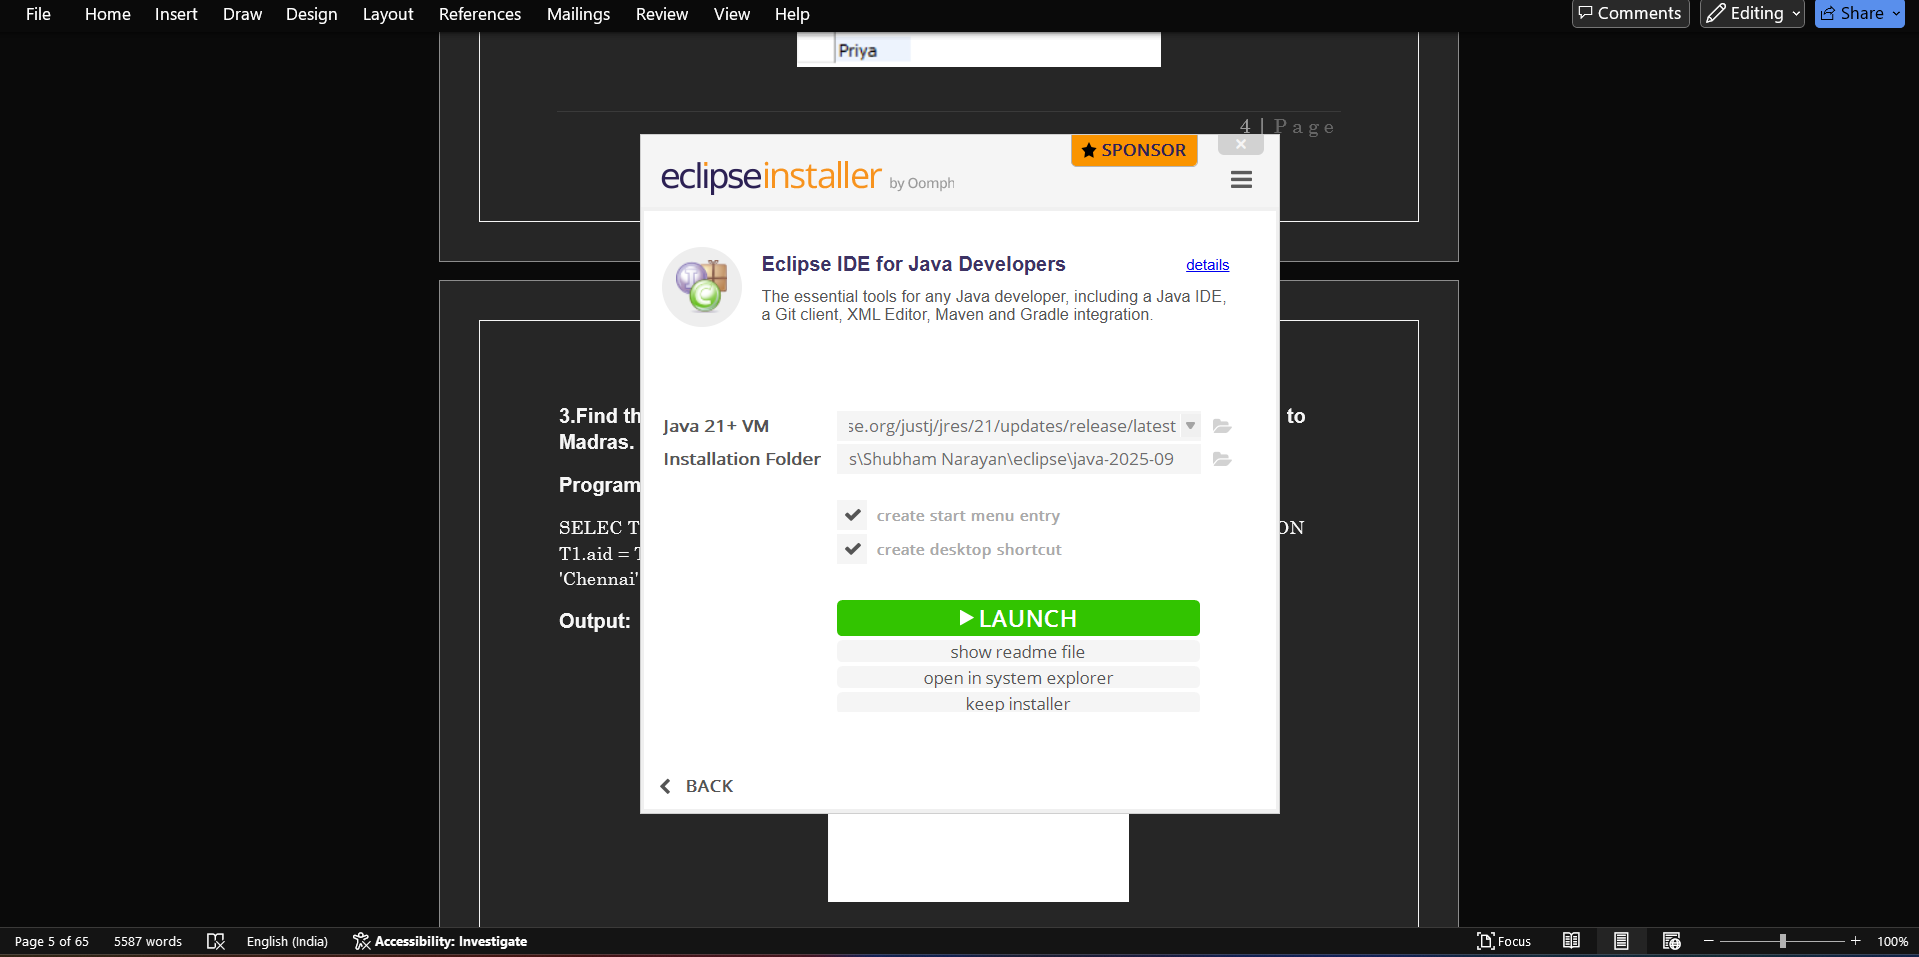 File Home Insert Draw Design Layout References Mailings Review View Help Comments Editing Share
Priya
4 | Page
SPONSOR
eclipseinstaller by Oomph
Eclipse IDE for Java Developers details
The essential tools for any Java developer, including a Java IDE,
a Git client, XML Editor, Maven and Gradle integration.
3.Find th
to
Madras.
Program
SELEC T
ON
T1.aid =
'Chennai'
Output:
Java 21+ VM se.org/justj/jres/21/updates/release/latest
Installation Folder s\Shubham Narayan\eclipse\java-2025-09
create start menu entry
create desktop shortcut
LAUNCH
show readme file
open in system explorer
keep installer
BACK
Page 5 of 65 5587 words English (India) Accessibility: Investigate Focus 100%